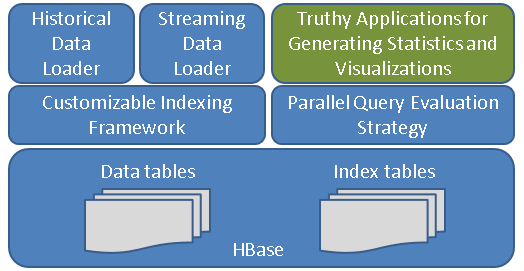 Historical
Data
Loader
Streaming
Data
Loader
Truthy Applications for
Generating Statistics and
Visualizations
Customizable Indexing
Framework
Parallel Query Evaluation
Strategy
Data tables
Index tables
HBase